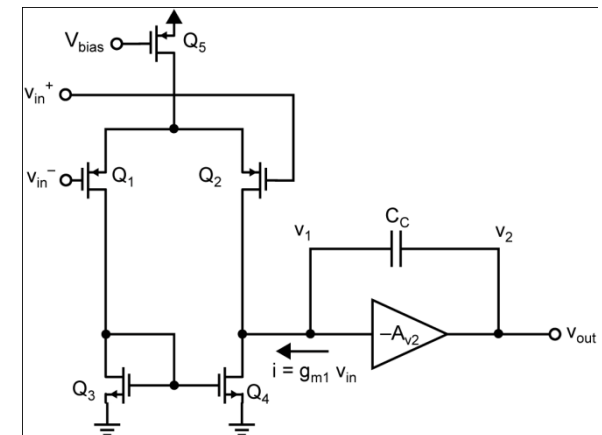 V_bias
Q_5
v_in^+
v_in^-
Q_1
Q_2
C_C
v_1
v_2
-A_v2
v_out
i = g_m1 v_in
Q_3
Q_4